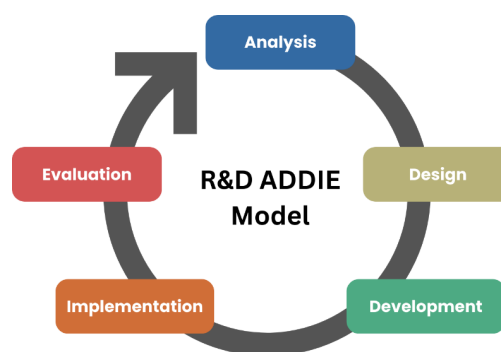 Analysis
Evaluation
R&D ADDIE
Model
Design
Implementation
Development